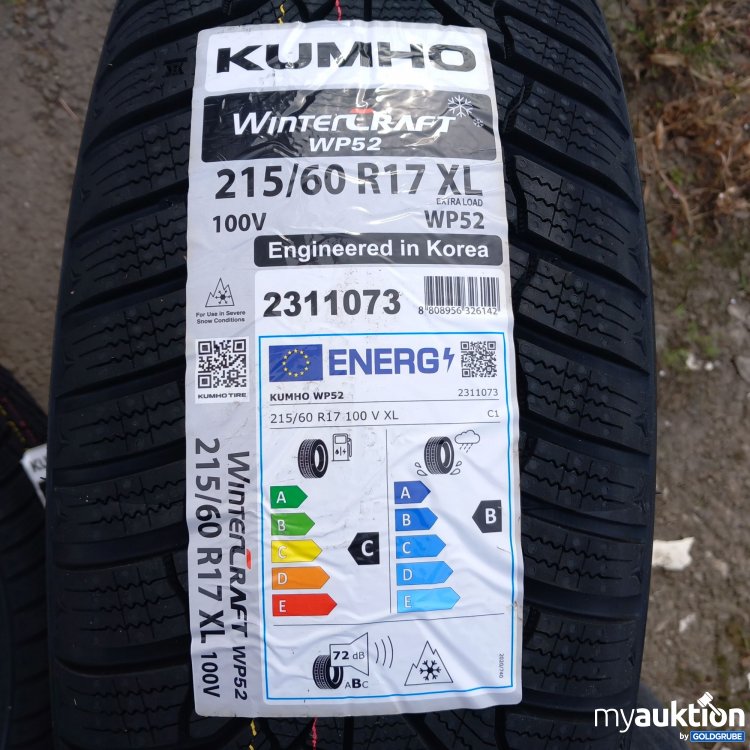 KUMHO
WINTERCRAFT
WP52
215/60 R17 XL
EXTRA LOAD
100V WP52
Engineered in Korea
For Use in Severe
Snow Conditions
2311073
8 808956 326142
KUMHO TIRE
ENERG
KUMHO WP52 2311073
215/60 R17 100 V XL C1
A
B
C
D
E
C
A
B
C
D
E
B
72 dB
ABC
2020/740
WINTERCRAFT WP52
215/60 R17 XL 100V
KU
myauktion
by GOLDGRUBE